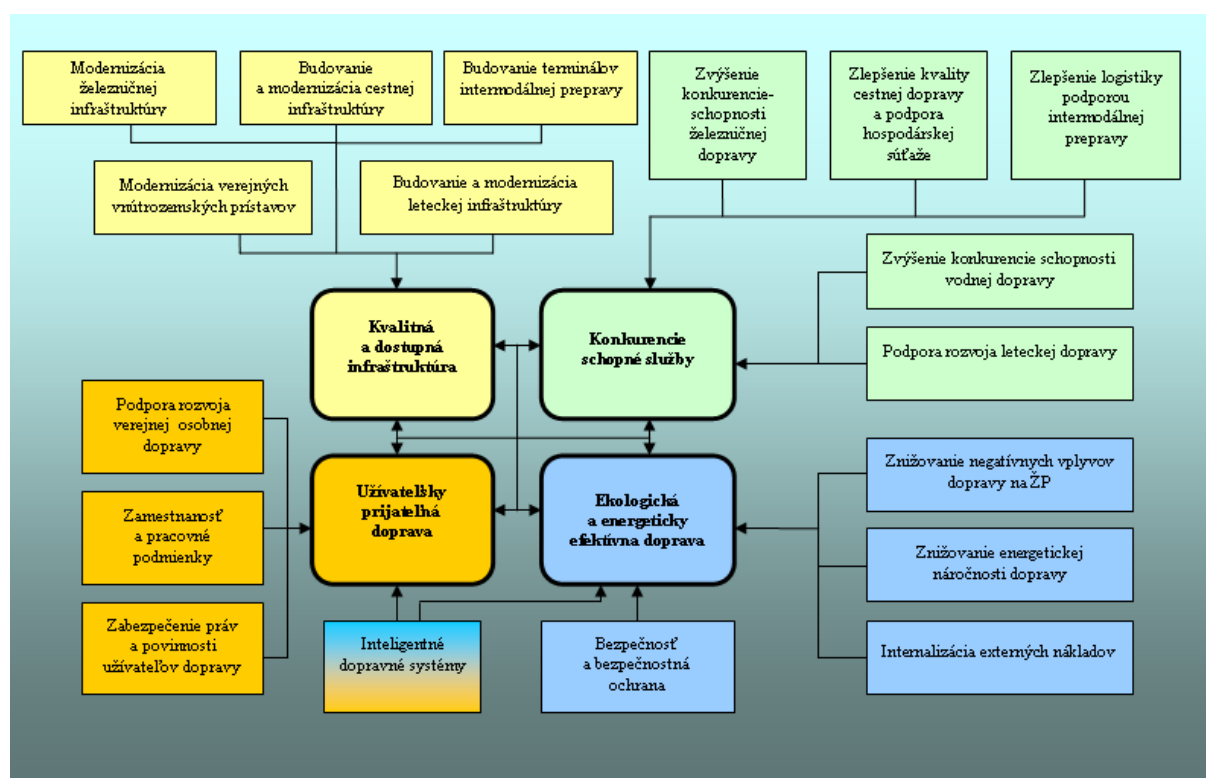 Modernizácia
železničnej
infraštruktúry
Budovanie
a modernizácia cestnej
infraštruktúry
Budovanie terminálov
intermodálnej prepravy
Zvýšenie
konkurencie-
schopnosti
železničnej
dopravy
Zlepšenie kvality
cestnej dopravy
a podpora
hospodárskej
súťaže
Zlepšenie logistiky
podporou
intermodálnej
prepravy
Modernizácia verejných
vnútrozemských prístavov
Budovanie a modernizácia
leteckej infraštruktúry
Zvýšenie konkurencie schopnosti
vodnej dopravy
Kvalitná
a dostupná
infraštruktúra
Konkurencie
schopné služby
Podpora rozvoja leteckej dopravy
Podpora rozvoja
verejnej osobnej
dopravy
Znižovanie negatívnych vplyvov
dopravy na ŽP
Užívateľsky
prijateľná
doprava
Ekologická
a energeticky
efektívna doprava
Zamestnanosť
a pracovné
podmienky
Znižovanie energetickej
náročnosti dopravy
Zabezpečenie práv
a povinnosti
užívateľov dopravy
Inteligentné
dopravné systémy
Bezpečnosť
a bezpečnostná
ochrana
Internalizácia externých nákladov